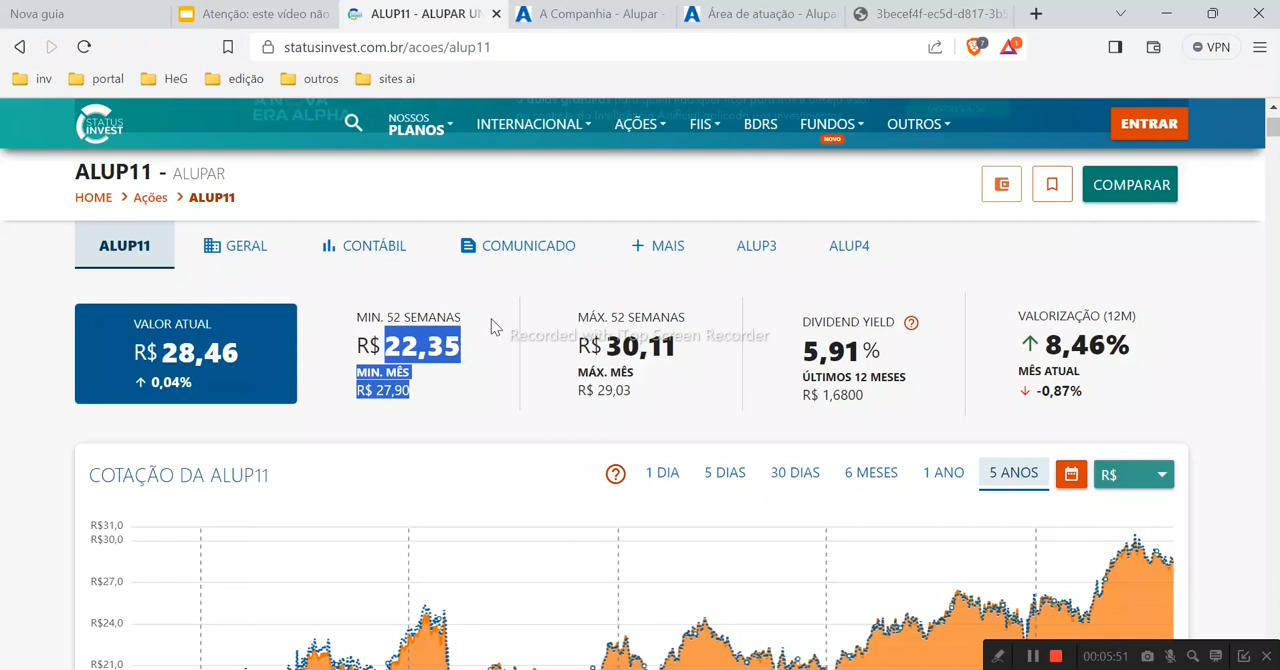 Nova guia
Atenção: este vídeo não
ALUP11 - ALUPAR UN
A Companhia - Alupar -
Área de atuação - Alupar
3becef4f-ec5d-d817-3b5
statusinvest.com.br/acoes/alup11
7
1
VPN
inv
portal
HeG
edição
outros
sites ai
STATUS
INVEST
NOSSOS
PLANOS
INTERNACIONAL
AÇÕES
FIIS
BDRS
FUNDOS
NOVO
OUTROS
ENTRAR
ERA ALPHA
ALUP11 - ALUPAR
HOME
Ações
ALUP11
COMPARAR
ALUP11
GERAL
CONTÁBIL
COMUNICADO
MAIS
ALUP3
ALUP4
VALOR ATUAL
R$ 28,46
0,04%
MIN. 52 SEMANAS
R$ 22,35
MIN. MÊS
R$ 27,90
MÁX. 52 SEMANAS
R$ 30,11
MÁX. MÊS
R$ 29,03
DIVIDEND YIELD
5,91 %
ÚLTIMOS 12 MESES
R$ 1,6800
VALORIZAÇÃO (12M)
8,46%
MÊS ATUAL
-0,87%
Recorded with iTop Screen Recorder
COTAÇÃO DA ALUP11
1 DIA
5 DIAS
30 DIAS
6 MESES
1 ANO
5 ANOS
R$
R$31,0
R$30,0
R$27,0
R$24,0
R$21,0
00:05:51